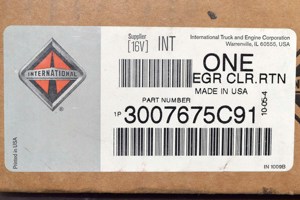 Supplier
[16V] INT
International Truck and Engine Corporation
Warrenville, IL 60555, USA
INTERNATIONAL
ONE
EGR CLR.RTN
MADE IN USA
10-05-4
PART NUMBER
1P 3007675C91
Printed in USA
IN 1009B